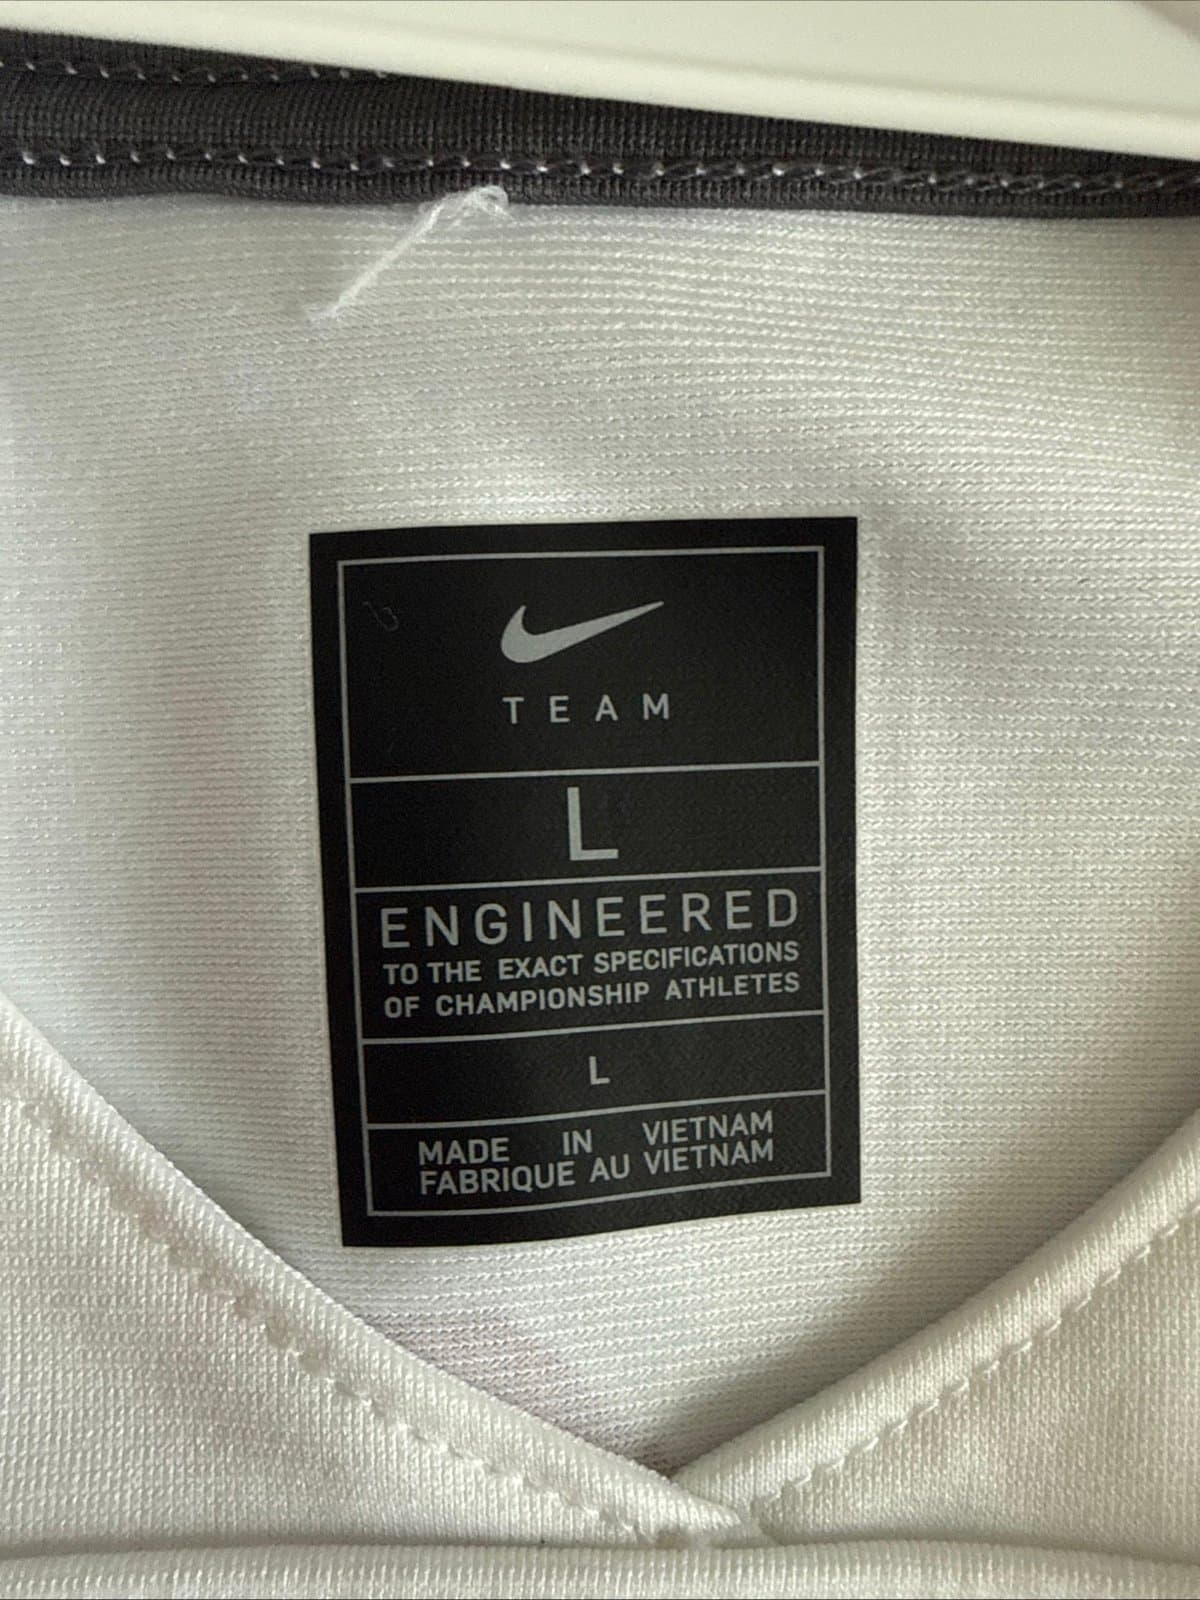 TEAM
L
ENGINEERED
TO THE EXACT SPECIFICATIONS
OF CHAMPIONSHIP ATHLETES
L
MADE IN VIETNAM
FABRIQUE AU VIETNAM